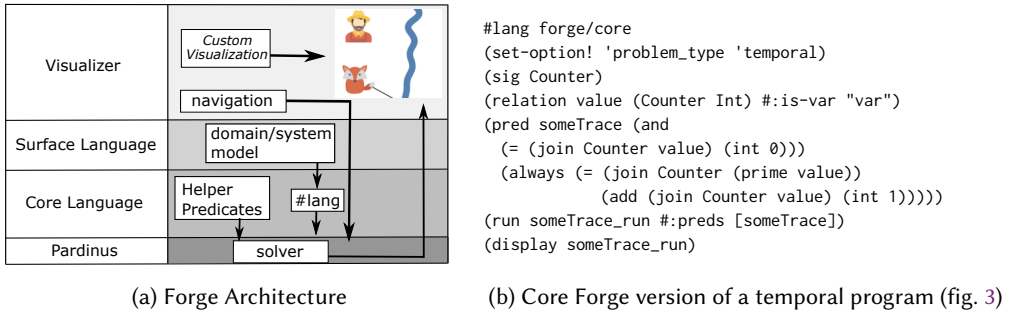 Visualizer
Custom
Visualization
navigation
Surface Language
domain/system
model
Core Language
Helper
Predicates
#lang
Pardinus
solver
(a) Forge Architecture
#lang forge/core
(set-option! 'problem_type 'temporal)
(sig Counter)
(relation value (Counter Int) #:is-var "var")
(pred someTrace (and
(= (join Counter value) (int 0)))
(always (= (join Counter (prime value))
(add (join Counter value) (int 1)))))
(run someTrace_run #:preds [someTrace])
(display someTrace_run)
(b) Core Forge version of a temporal program (fig. 3)